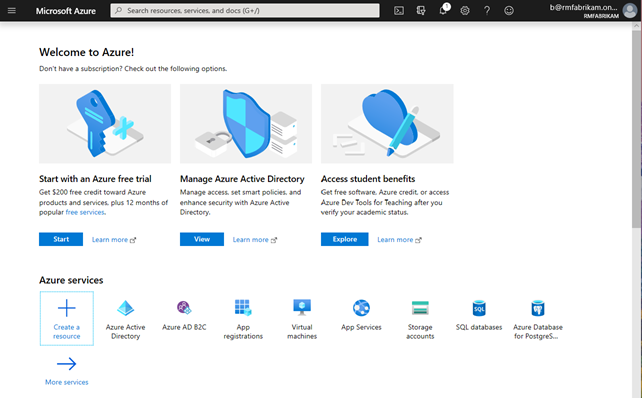 Microsoft Azure
Search resources, services, and docs (G+/)
1
b@rmfabrikam.on...
RMFABRIKAM
Welcome to Azure!
Don't have a subscription? Check out the following options.
Start with an Azure free trial
Get $200 free credit toward Azure
products and services, plus 12 months of
popular free services.
Start
Learn more
Manage Azure Active Directory
Manage access, set smart policies, and
enhance security with Azure Active
Directory.
View
Learn more
Access student benefits
Get free software, Azure credit, or access
Azure Dev Tools for Teaching after you
verify your academic status.
Explore
Learn more
Azure services
Create a
resource
Azure Active
Directory
Azure AD B2C
App
registrations
Virtual
machines
App Services
Storage
accounts
SQL databases
SQL
Azure Database
for PostgreS...
More services